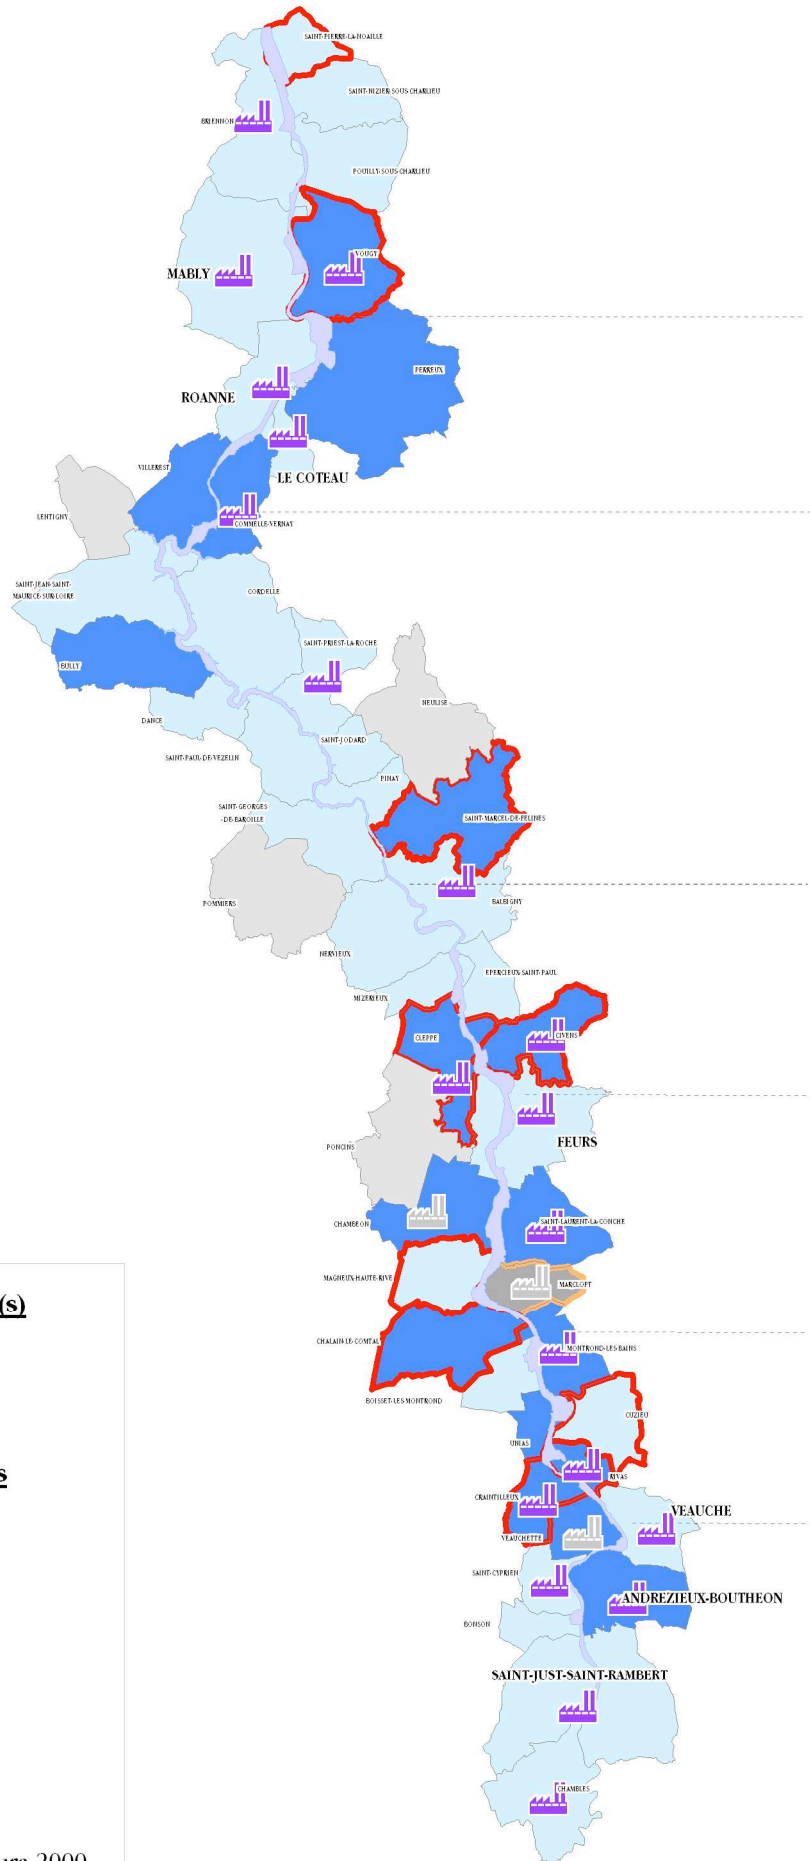 SAINT-PIERRE-LA-NOAILLE
SAINT-NIZIER-SOUS-CHARLIEU
BRIENNON
POUILLY-SOUS-CHARLIEU
VOUGY
MABLY
PERREUX
ROANNE
VILLEREST
LE COTEAU
LENTIGNY
COMMELLE-VERNAY
SAINT-JEAN-SAINT-
MAURICE-SUR-LOIRE
CORDELLE
SAINT-PRIEST-LA-ROCHE
BULLY
NEULISE
DANCE
SAINT-JODARD
SAINT-PAUL-DE-VEZELIN
PINAY
SAINT-GEORGES
-DE-BAROILLE
SAINT-MARCEL-DE-FELINES
POMMIERS
BALBIGNY
NERVIEUX
EPERCIEUX-SAINT-PAUL
MIZERIEUX
CLEPPE
CIVENS
FEURS
PONCINS
CHAMBEON
SAINT-LAURENT-LA-CONCHE
MAGNEUX-HAUTE-RIVE
MARCLOPT
(s)
CHALAIN-LE-COMTAL
MONTROND-LES-BAINS
BOISSET-LES-MONTROND
CUZIEU
UNIAS
s
RIVAS
CRAINTILLEUX
VEAUCHE
VEAUCHETTE
SAINT-CYPRIEN
ANDREZIEUX-BOUTHEON
BONSON
SAINT-JUST-SAINT-RAMBERT
CHAMBLES
2000